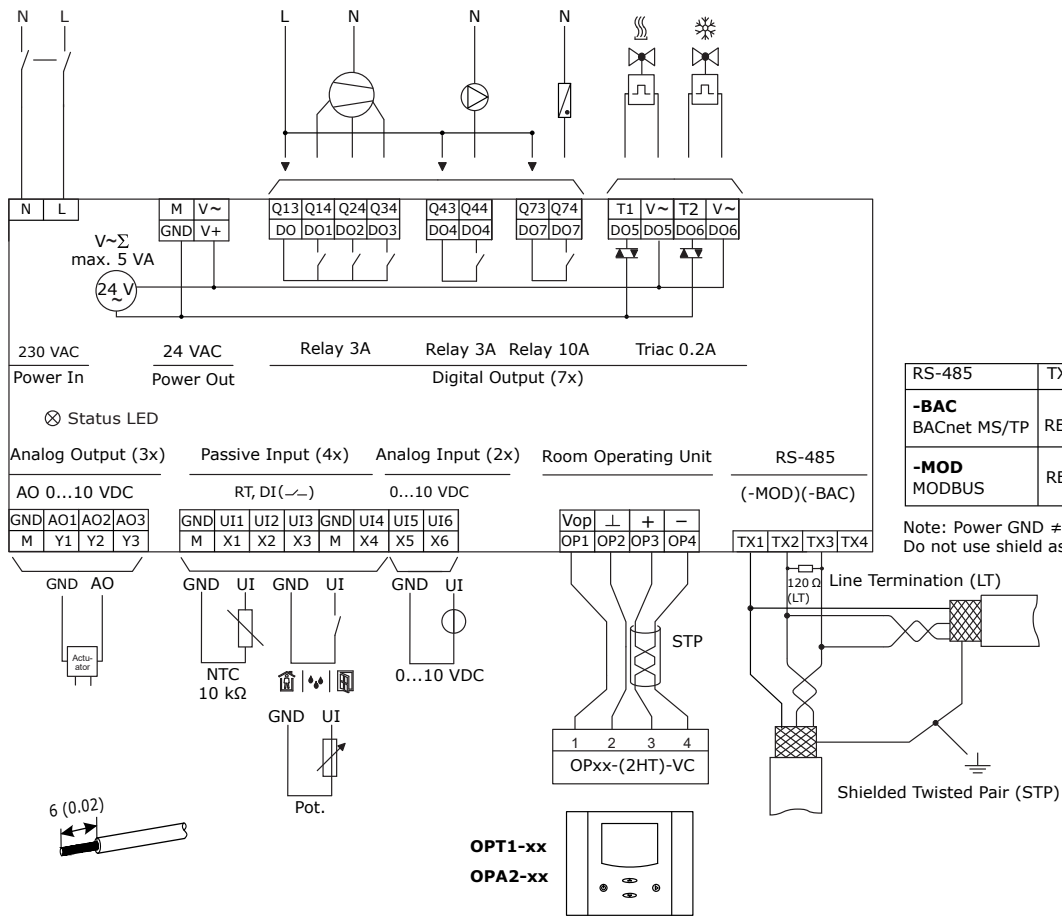 N L L N N N
N L
M V~
GND V+
Q13 Q14 Q24 Q34
DO DO1 DO2 DO3
Q43 Q44
DO4 DO4
Q73 Q74
DO7 DO7
T1 V~ T2 V~
DO5 DO5 DO6 DO6
V~Σ
max. 5 VA
24 V
~
230 VAC
Power In
24 VAC
Power Out
Relay 3A Relay 3A Relay 10A Triac 0.2A
Digital Output (7x)
Status LED
Analog Output (3x)
AO 0...10 VDC
GND AO1 AO2 AO3
M Y1 Y2 Y3
GND AO
Actu-
ator
Passive Input (4x)
RT, DI( )
GND UI1 UI2 UI3 GND UI4
M X1 X2 X3 M X4
GND UI
NTC
10 kΩ
GND UI
GND UI
Pot.
Analog Input (2x)
0...10 VDC
UI5 UI6
X5 X6
GND UI
0...10 VDC
Room Operating Unit
Vop ⊥ + −
OP1 OP2 OP3 OP4
STP
1 2 3 4
OPxx-(2HT)-VC
OPT1-xx
OPA2-xx
RS-485
(-MOD)(-BAC)
TX1 TX2 TX3 TX4
120 Ω
(LT)
Line Termination (LT)
Shielded Twisted Pair (STP)
RS-485
-BAC
BACnet MS/TP
-MOD
MODBUS
Note: Power GND ≠
Do not use shield as
6 (0.02)